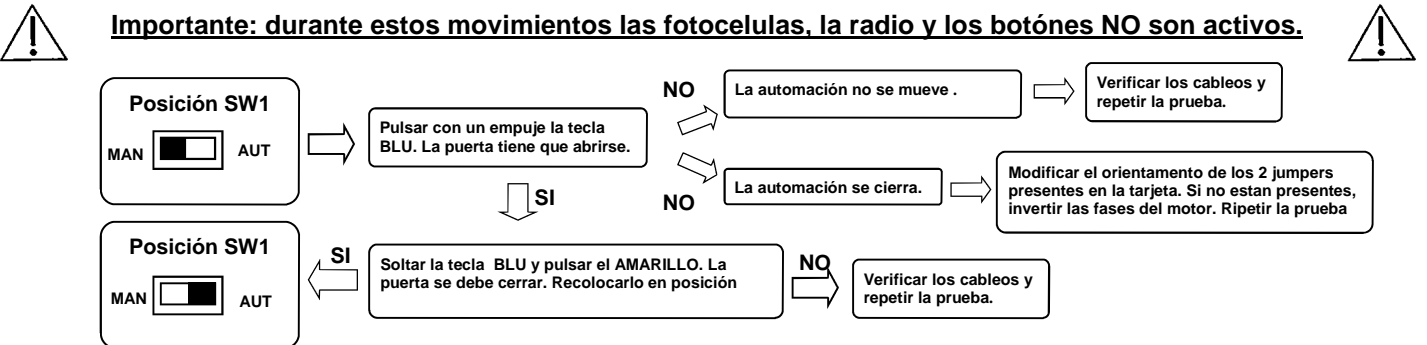 Importante: durante estos movimientos las fotocelulas, la radio y los botónes NO son activos.
Posición SW1
MAN
AUT
Pulsar con un empuje la tecla
BLU. La puerta tiene que abrirse.
NO
La automación no se mueve .
Verificar los cableos y
repetir la prueba.
NO
La automación se cierra.
Modificar el orientamento de los 2 jumpers
presentes en la tarjeta. Si no estan presentes,
invertir las fases del motor. Ripetir la prueba
SI
Posición SW1
MAN
AUT
SI
Soltar la tecla BLU y pulsar el AMARILLO. La
puerta se debe cerrar. Recolocarlo en posición
NO
Verificar los cableos y
repetir la prueba.